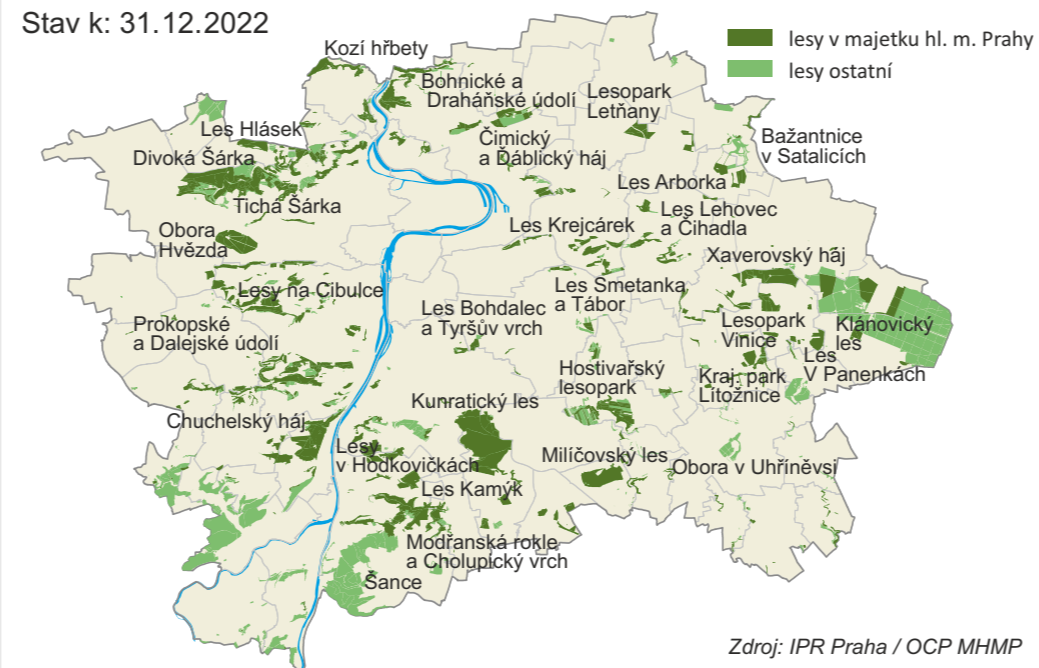 Stav k: 31.12.2022
lesy v majetku hl. m. Prahy
lesy ostatní
Kozí hřbety
Bohnické a
Draháňské údolí
Lesopark
Letňany
Les Hlásek
Čimický
a Ďáblický háj
Bažantnice
v Satalicích
Divoká Šárka
Les Arborka
Tichá Šárka
Les Krejcárek
Les Lehovec
a Čihadla
Obora
Hvězda
Xaverovský háj
Lesy na Cibulce
Les Smetanka
a Tábor
Les Bohdalec
a Tyršův vrch
Lesopark
Vinice
Klánovický
les
Prokopské
a Dalejské údolí
Les
V Panenkách
Hostivařský
lesopark
Kraj. park
Lítožnice
Chuchelský háj
Kunratický les
Lesy
v Hodkovičkách
Milíčovský les
Obora v Uhříněvsi
Les Kamýk
Modřanská rokle
a Cholupický vrch
Šance
Zdroj: IPR Praha / OCP MHMP